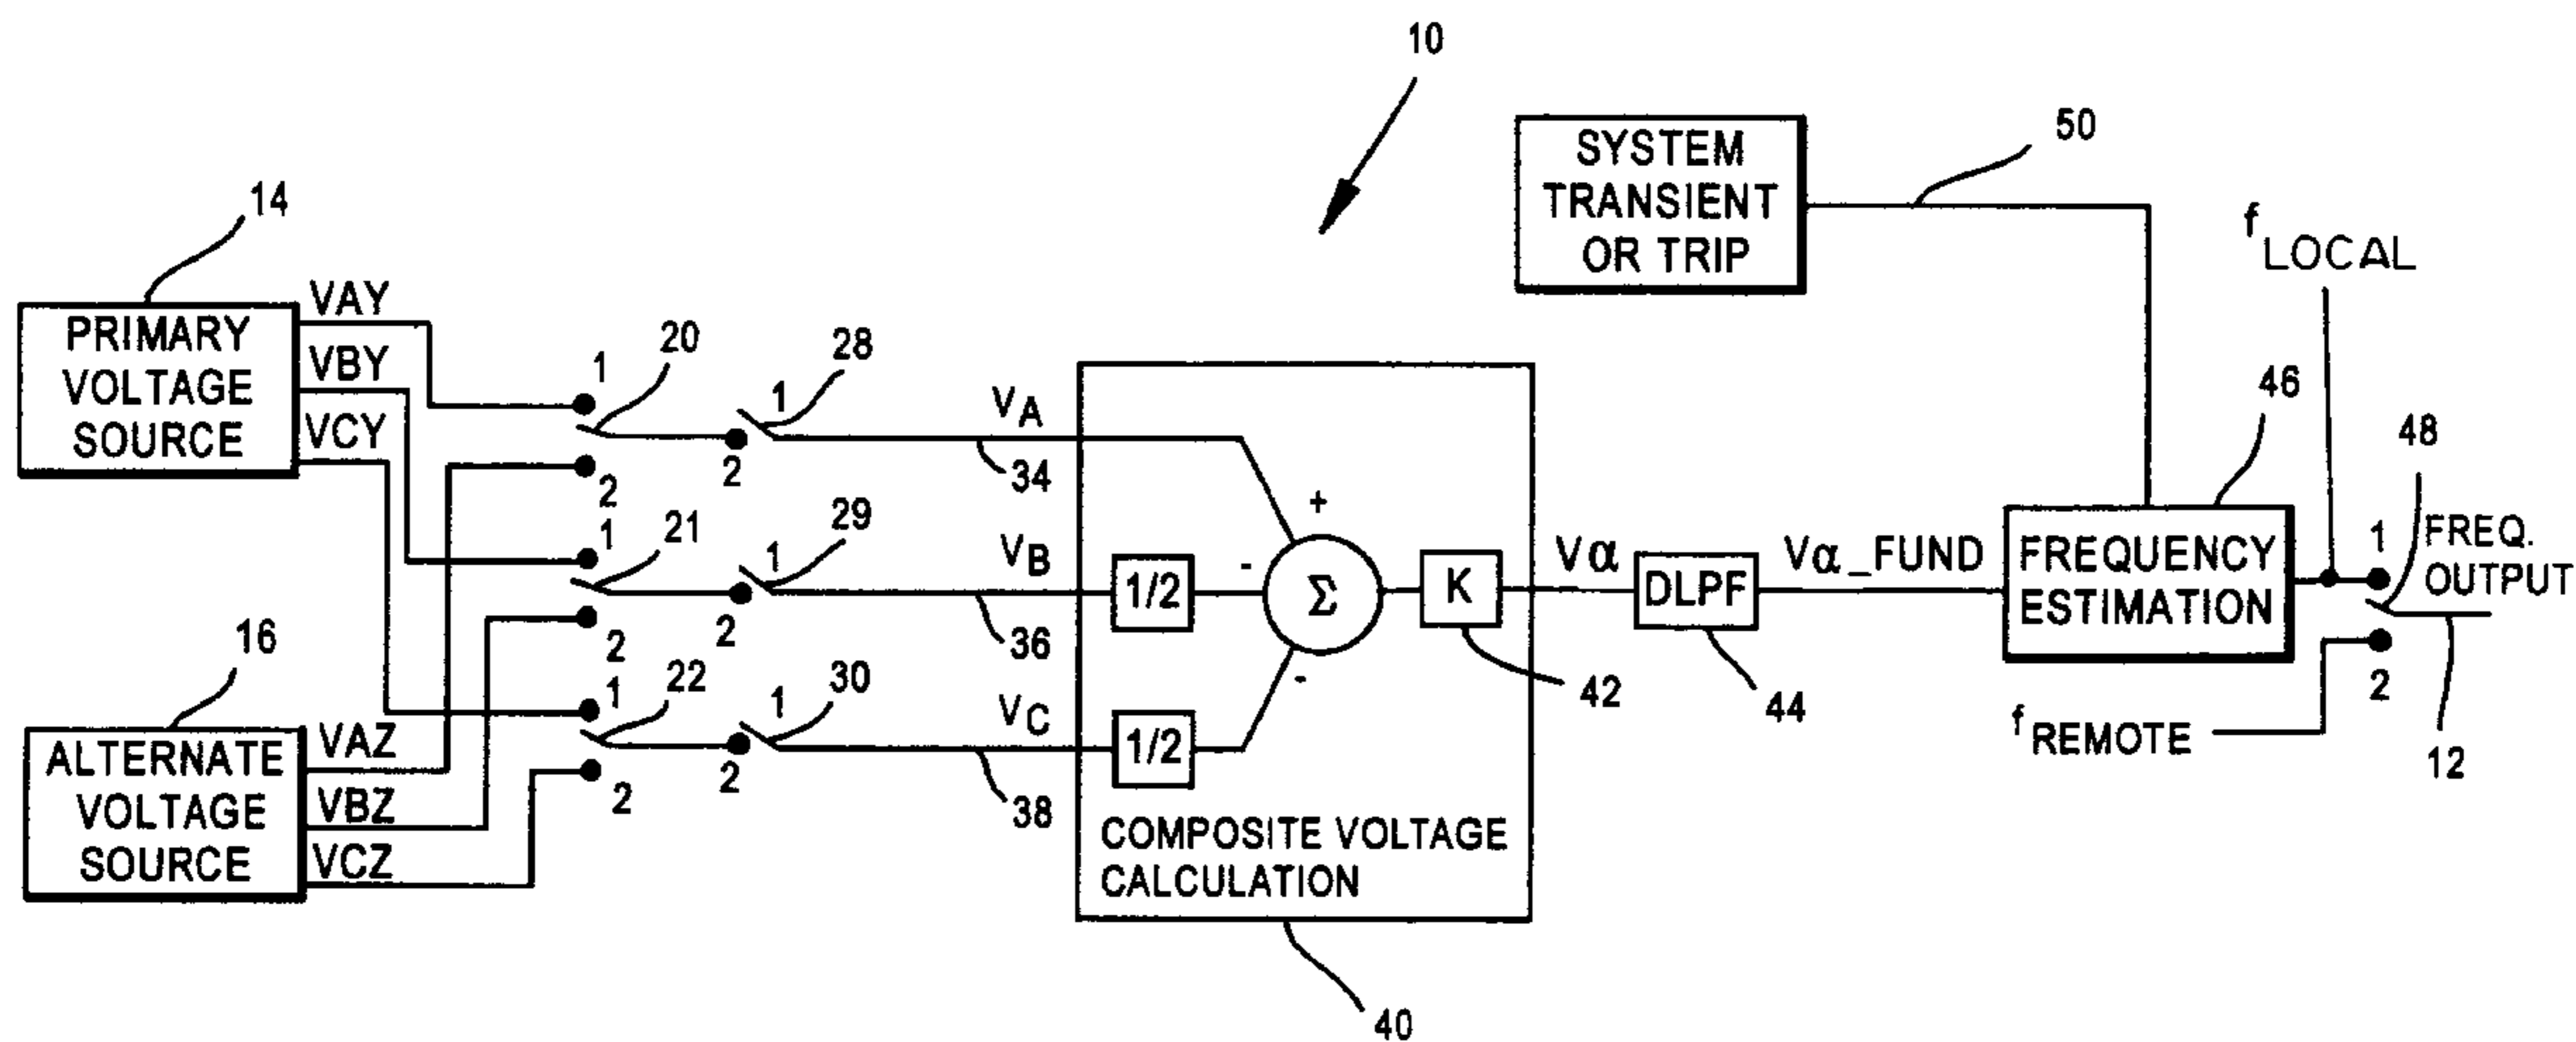 10
SYSTEM
TRANSIENT
OR TRIP
50
f LOCAL
14
PRIMARY
VOLTAGE
SOURCE
VAY
VBY
VCY
1
20
2
1
28
2
VA
34
1
21
2
1
29
2
VB
36
1
22
2
1
30
2
VC
38
16
ALTERNATE
VOLTAGE
SOURCE
VAZ
VBZ
VCZ
+
-
-
1/2
1/2
Σ
K
42
COMPOSITE VOLTAGE
CALCULATION
40
Vα
DLPF
44
Vα_FUND
FREQUENCY
ESTIMATION
46
48
1
FREQ.
OUTPUT
2
12
f REMOTE